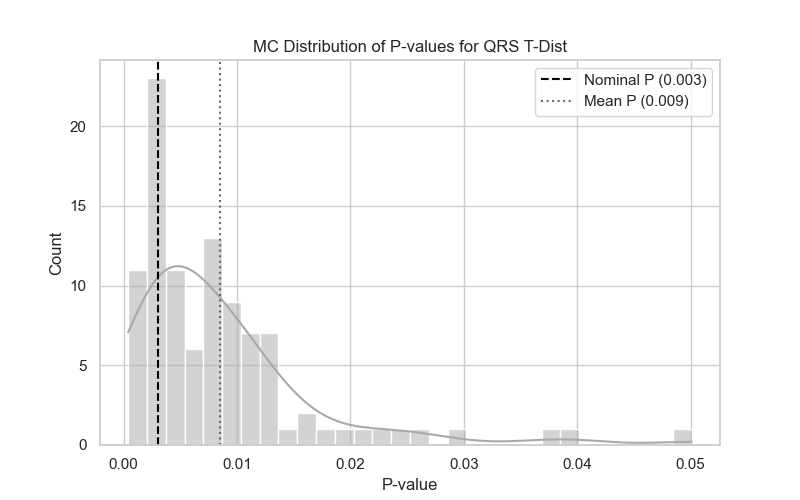 MC Distribution of P-values for QRS T-Dist
Nominal P (0.003)
Mean P (0.009)
Count
20
15
10
5
0
0.00
0.01
0.02
0.03
0.04
0.05
P-value